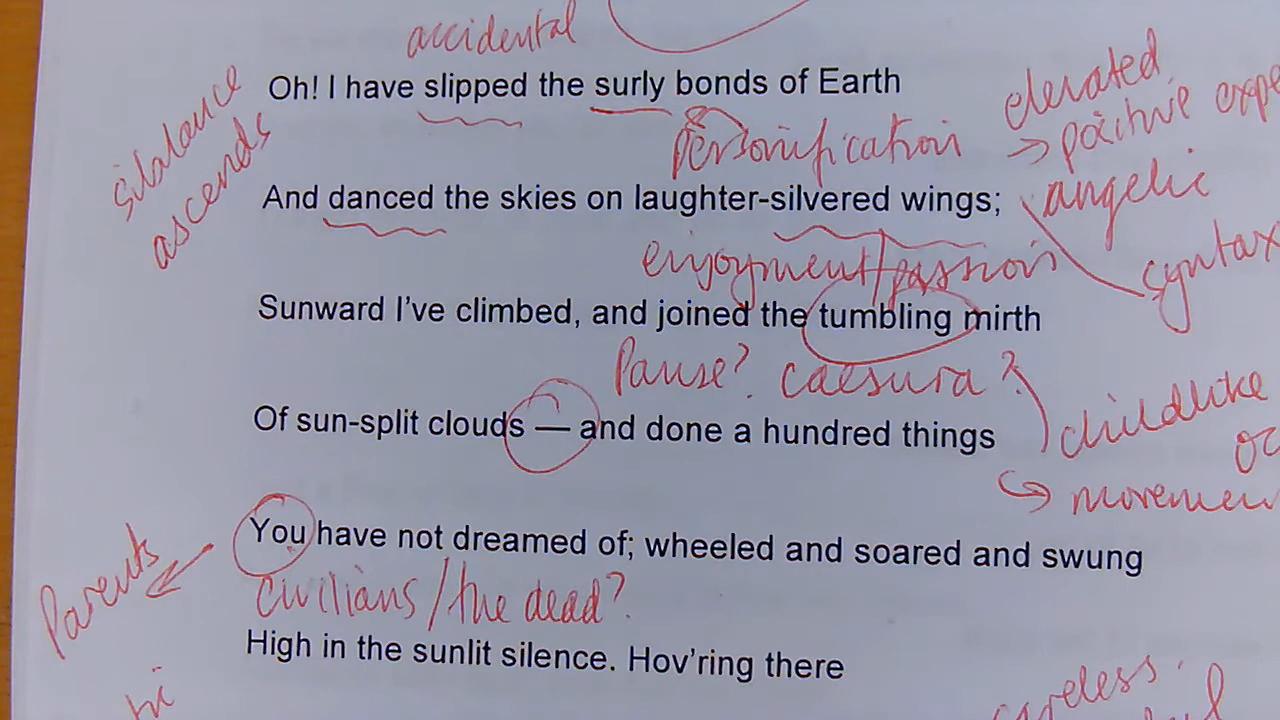 accidental
Oh! I have slipped the surly bonds of Earth
sibilance
ascends
personification
elevated
→ positive expe
And danced the skies on laughter-silvered wings;
angelic
syntax
enjoyment/passion
Sunward I've climbed, and joined the tumbling mirth
Pause? caesura?
Of sun-split clouds — and done a hundred things
childlike
movemen
You have not dreamed of; wheeled and soared and swung
Parents
civilians/the dead?
High in the sunlit silence. Hov'ring there
careless